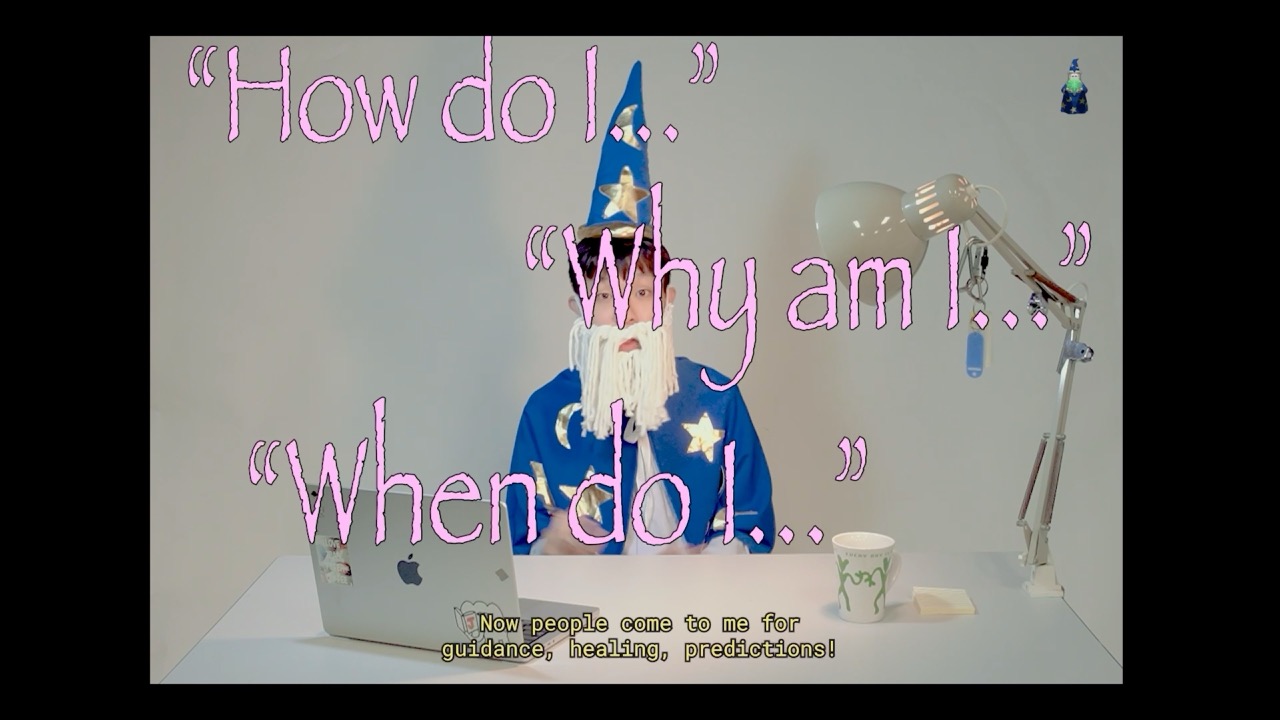 “How do I...”
“Why am I...”
“When do I...”
Now people come to me for
guidance, healing, predictions!